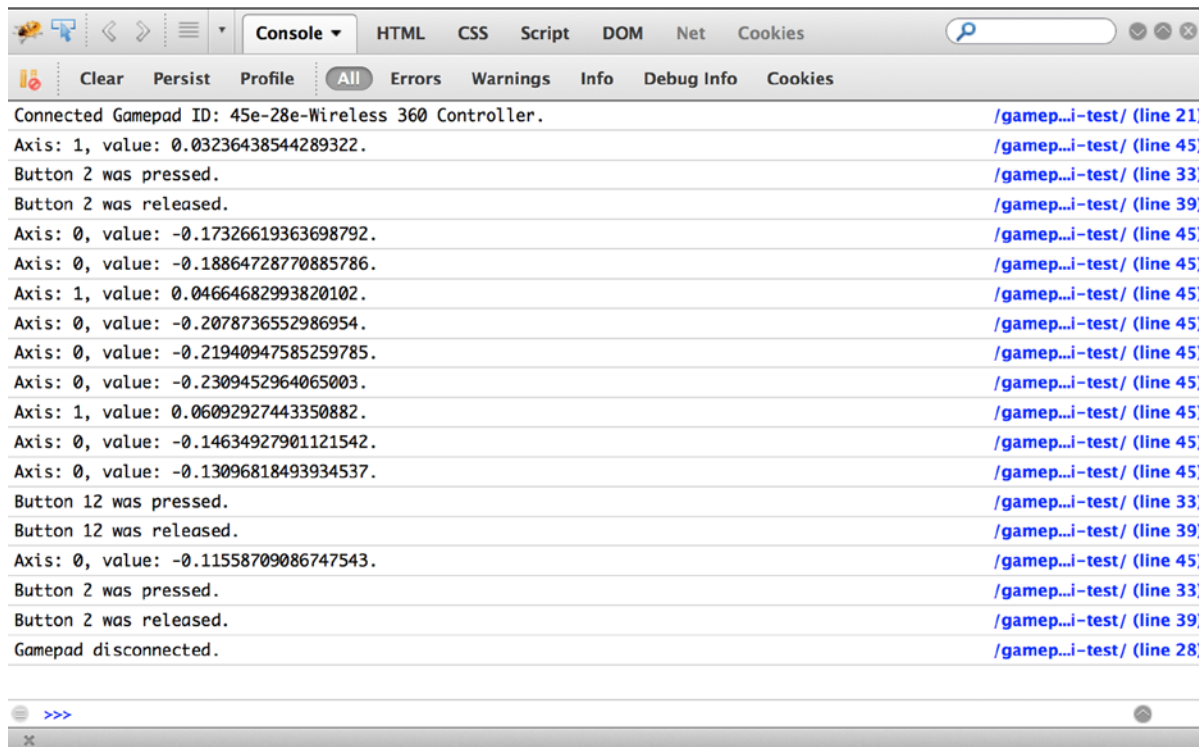 Console ▾ HTML CSS Script DOM Net Cookies
Clear Persist Profile All Errors Warnings Info Debug Info Cookies
Connected Gamepad ID: 45e-28e-Wireless 360 Controller. /gamep...i-test/ (line 21)
Axis: 1, value: 0.03236438544289322. /gamep...i-test/ (line 45)
Button 2 was pressed. /gamep...i-test/ (line 33)
Button 2 was released. /gamep...i-test/ (line 39)
Axis: 0, value: -0.17326619363698792. /gamep...i-test/ (line 45)
Axis: 0, value: -0.18864728770885786. /gamep...i-test/ (line 45)
Axis: 1, value: 0.04664682993820102. /gamep...i-test/ (line 45)
Axis: 0, value: -0.2078736552986954. /gamep...i-test/ (line 45)
Axis: 0, value: -0.21940947585259785. /gamep...i-test/ (line 45)
Axis: 0, value: -0.2309452964065003. /gamep...i-test/ (line 45)
Axis: 1, value: 0.06092927443350882. /gamep...i-test/ (line 45)
Axis: 0, value: -0.14634927901121542. /gamep...i-test/ (line 45)
Axis: 0, value: -0.13096818493934537. /gamep...i-test/ (line 45)
Button 12 was pressed. /gamep...i-test/ (line 33)
Button 12 was released. /gamep...i-test/ (line 39)
Axis: 0, value: -0.11558709086747543. /gamep...i-test/ (line 45)
Button 2 was pressed. /gamep...i-test/ (line 33)
Button 2 was released. /gamep...i-test/ (line 39)
Gamepad disconnected. /gamep...i-test/ (line 28)
>>>